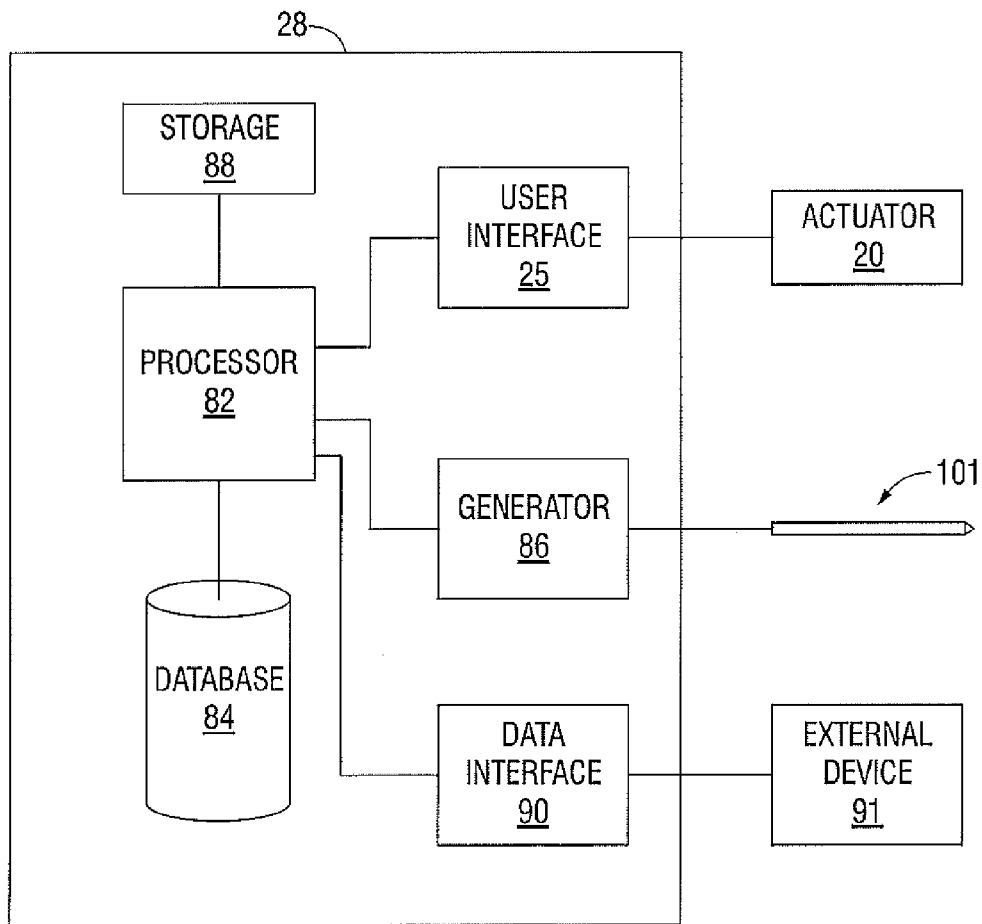 28
STORAGE
88
USER
INTERFACE
25
ACTUATOR
20
PROCESSOR
82
101
GENERATOR
86
DATABASE
84
DATA
INTERFACE
90
EXTERNAL
DEVICE
91